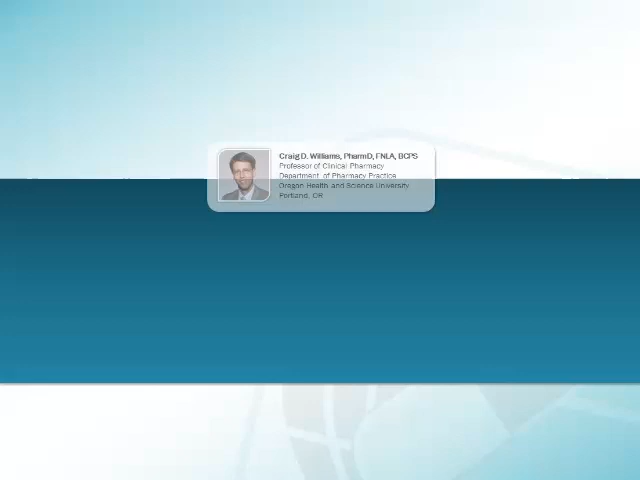 Craig D. Williams, PharmD, FNLA, BCPS
Professor of Clinical Pharmacy
Department of Pharmacy Practice
Oregon Health and Science University
Portland, OR